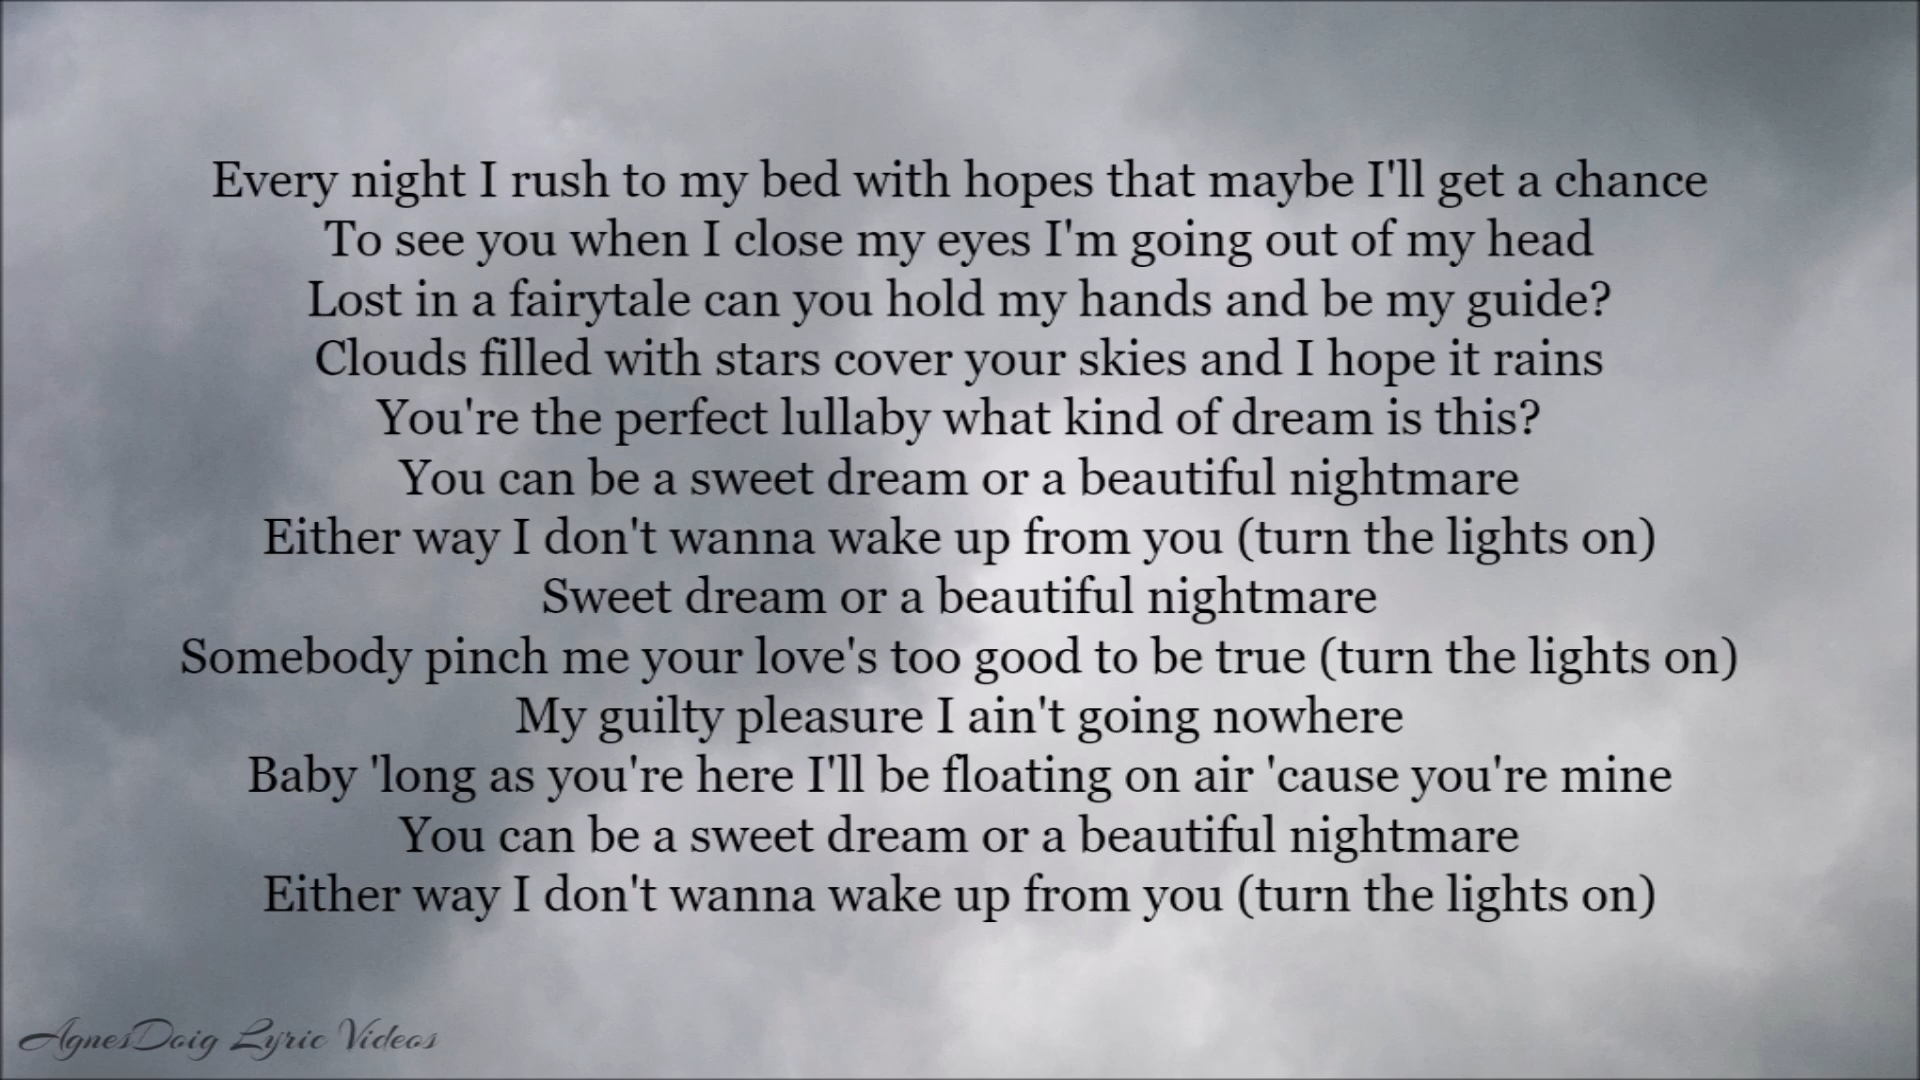 Every night I rush to my bed with hopes that maybe I'll get a chance
To see you when I close my eyes I'm going out of my head
Lost in a fairytale can you hold my hands and be my guide?
Clouds filled with stars cover your skies and I hope it rains
You're the perfect lullaby what kind of dream is this?
You can be a sweet dream or a beautiful nightmare
Either way I don't wanna wake up from you (turn the lights on)
Sweet dream or a beautiful nightmare
Somebody pinch me your love's too good to be true (turn the lights on)
My guilty pleasure I ain't going nowhere
Baby 'long as you're here I'll be floating on air 'cause you're mine
You can be a sweet dream or a beautiful nightmare
Either way I don't wanna wake up from you (turn the lights on)
AgnesDoig Lyric Videos